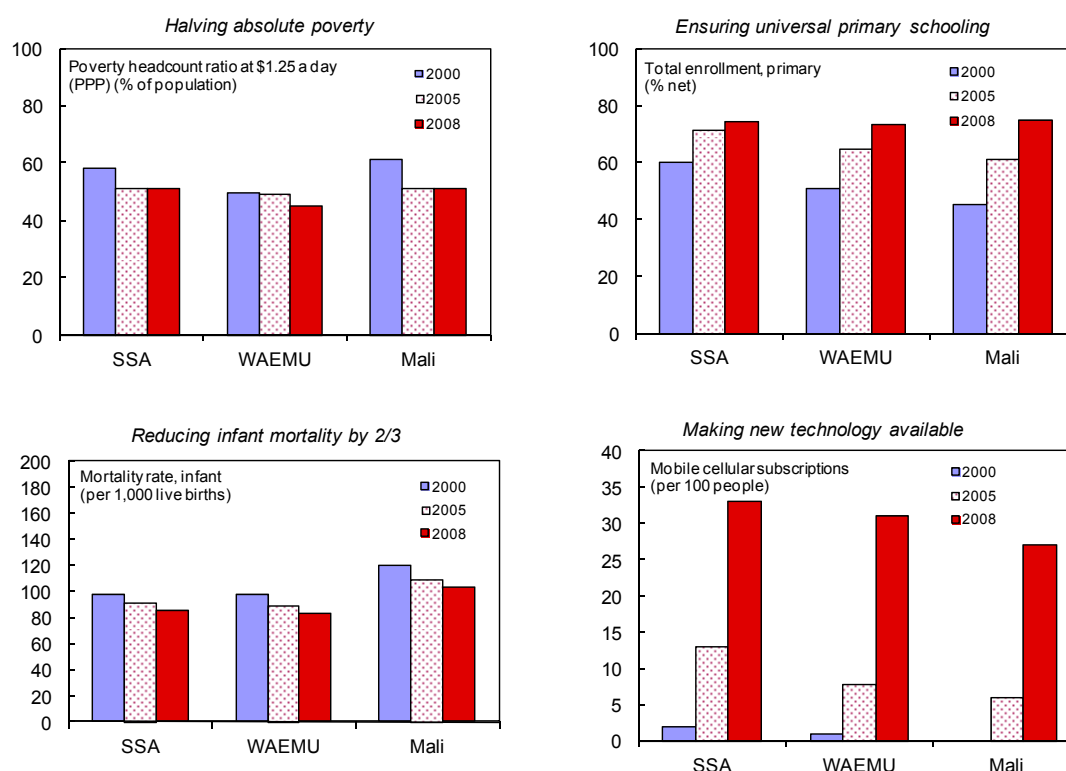 Halving absolute poverty
Poverty headcount ratio at $1.25 a day
(PPP) (% of population)
2000
2005
2008
100
80
60
40
20
0
SSA WAEMU Mali
Ensuring universal primary schooling
Total enrollment, primary
(% net)
2000
2005
2008
100
80
60
40
20
0
SSA WAEMU Mali
Reducing infant mortality by 2/3
Mortality rate, infant
(per 1,000 live births)
2000
2005
2008
200
180
160
140
120
100
80
60
40
20
0
SSA WAEMU Mali
Making new technology available
Mobile cellular subscriptions
(per 100 people)
2000
2005
2008
40
35
30
25
20
15
10
5
0
SSA WAEMU Mali